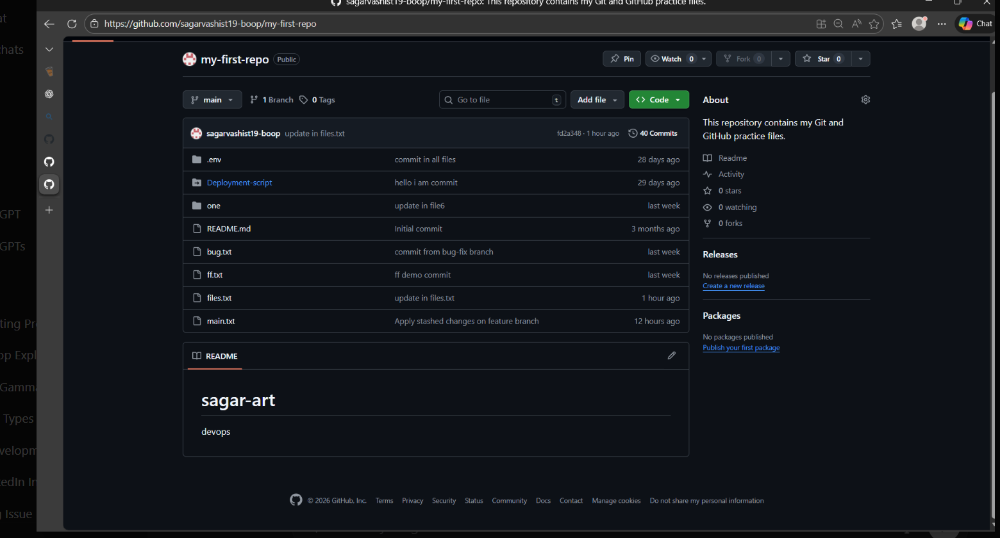 sagarvashist19-boop/my-first-repo: This repository contains my Git and GitHub practice files.
https://github.com/sagarvashist19-boop/my-first-repo
Chat
my-first-repo Public
Pin
Watch 0
Fork 0
Star 0
main
1 Branch
0 Tags
Go to file t
Add file
Code
sagarvashist19-boop update in files.txt fd2a348 · 1 hour ago 40 Commits
.env commit in all files 28 days ago
Deployment-script hello i am commit 29 days ago
one update in file6 last week
README.md Initial commit 3 months ago
bug.txt commit from bug-fix branch last week
ff.txt ff demo commit last week
files.txt update in files.txt 1 hour ago
main.txt Apply stashed changes on feature branch 12 hours ago
README
sagar-art
devops
About
This repository contains my Git and
GitHub practice files.
Readme
Activity
0 stars
0 watching
0 forks
Releases
No releases published
Create a new release
Packages
No packages published
Publish your first package
© 2026 GitHub, Inc. Terms Privacy Security Status Community Docs Contact Manage cookies Do not share my personal information
at
chats
GPT
GPTs
ting Pr
op Expl
Gamma
Types
velopm
kedIn In
g Issue